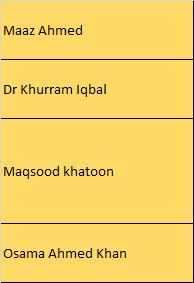 Maaz Ahmed
Dr Khurram Iqbal
Maqsood khatoon
Osama Ahmed Khan